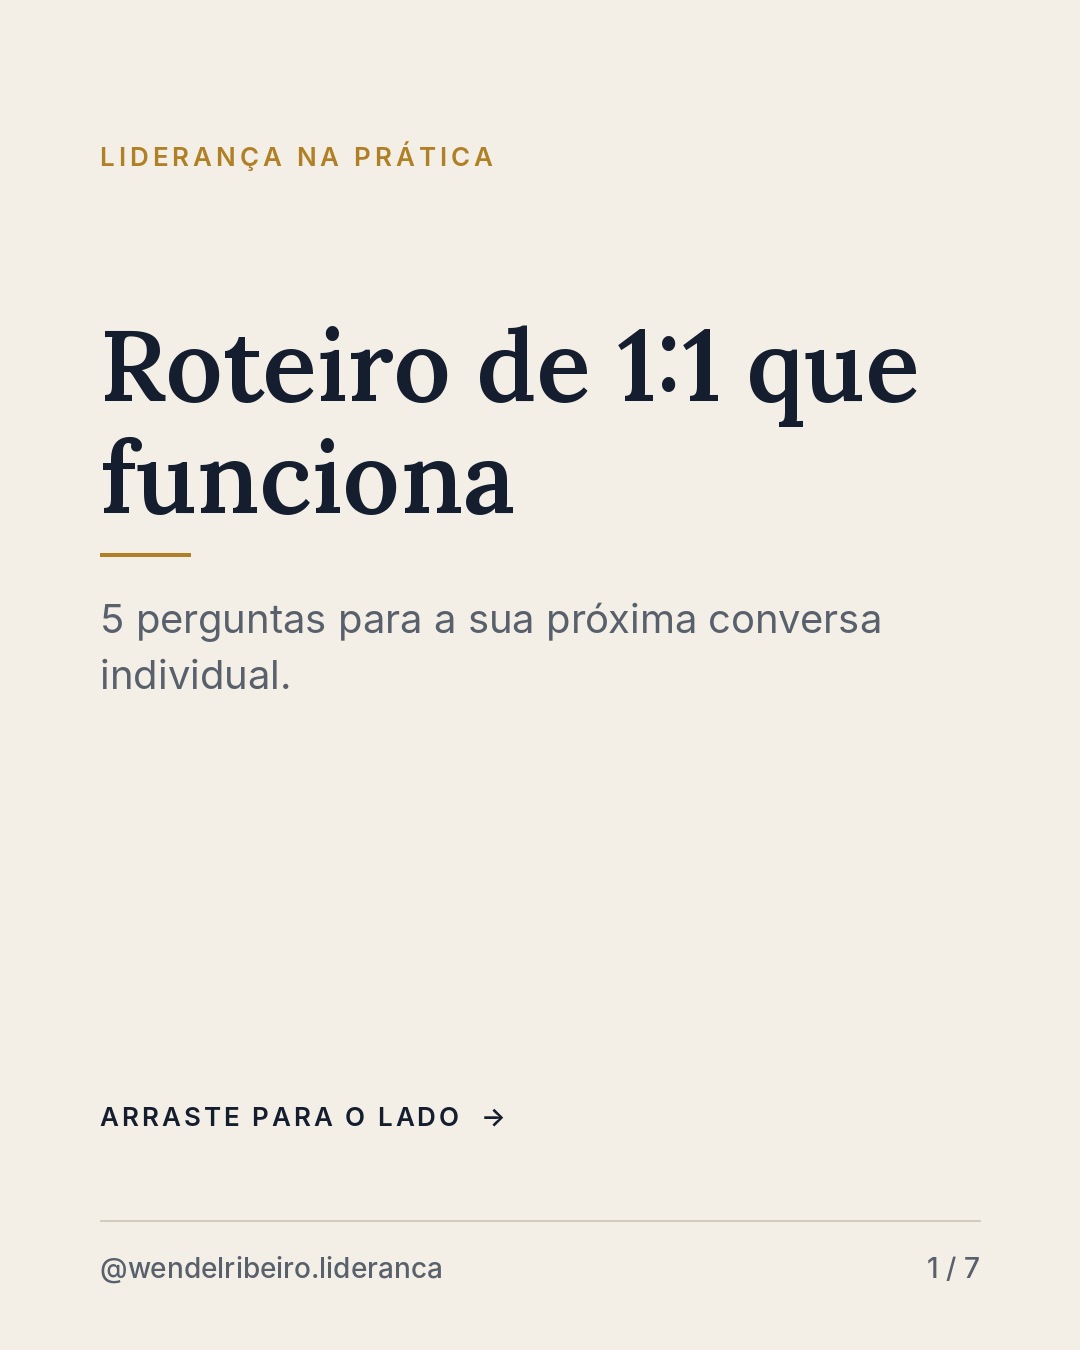 LIDERANÇA NA PRÁTICA
Roteiro de 1:1 que
funciona
5 perguntas para a sua próxima conversa
individual.
ARRASTE PARA O LADO →
@wendelribeiro.lideranca
1 / 7